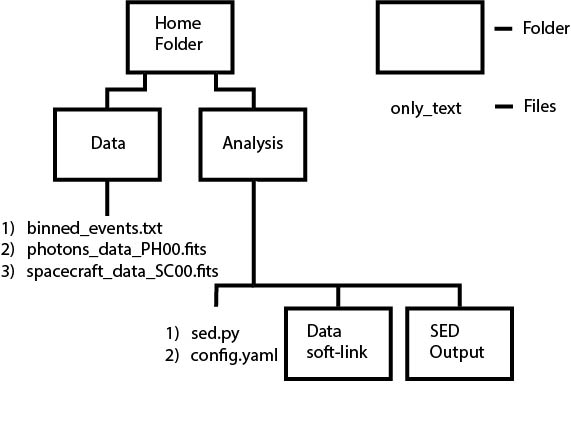 Home
Folder
— Folder
only_text — Files
Data
Analysis
1) binned_events.txt
2) photons_data_PH00.fits
3) spacecraft_data_SC00.fits
1) sed.py
2) config.yaml
Data
soft-link
SED
Output